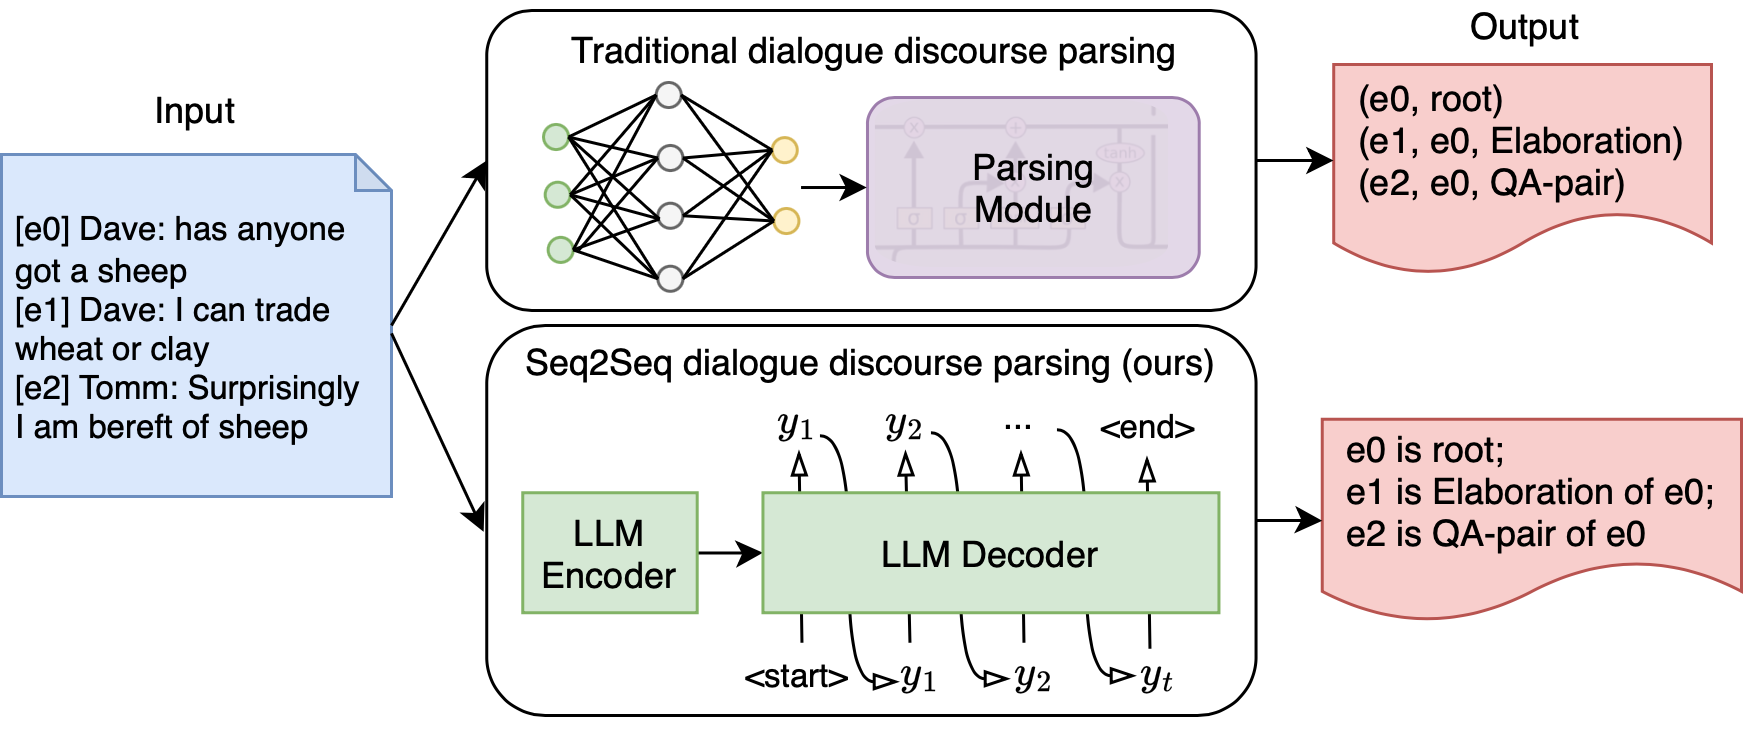 Input
[e0] Dave: has anyone
got a sheep
[e1] Dave: I can trade
wheat or clay
[e2] Tomm: Surprisingly
I am bereft of sheep
Traditional dialogue discourse parsing
Parsing
Module
tanh
σ
σ
Seq2Seq dialogue discourse parsing (ours)
y1
y2
...
<end>
LLM
Encoder
LLM Decoder
<start>
y1
y2
yt
Output
(e0, root)
(e1, e0, Elaboration)
(e2, e0, QA-pair)
e0 is root;
e1 is Elaboration of e0;
e2 is QA-pair of e0